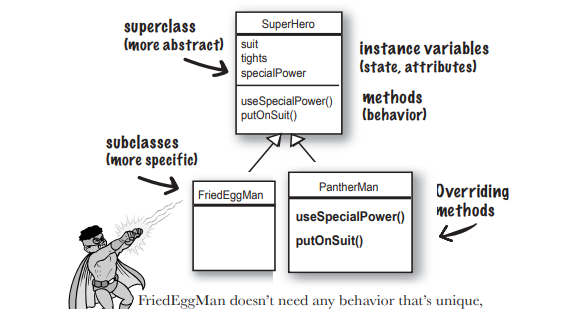 superclass
(more abstract)
SuperHero
suit
tights
specialPower
useSpecialPower()
putOnSuit()
instance variables
(state, attributes)
methods
(behavior)
subclasses
(more specific)
FriedEggMan
PantherMan
useSpecialPower()
putOnSuit()
Overriding
methods
FriedEggMan doesn’t need any behavior that’s unique,